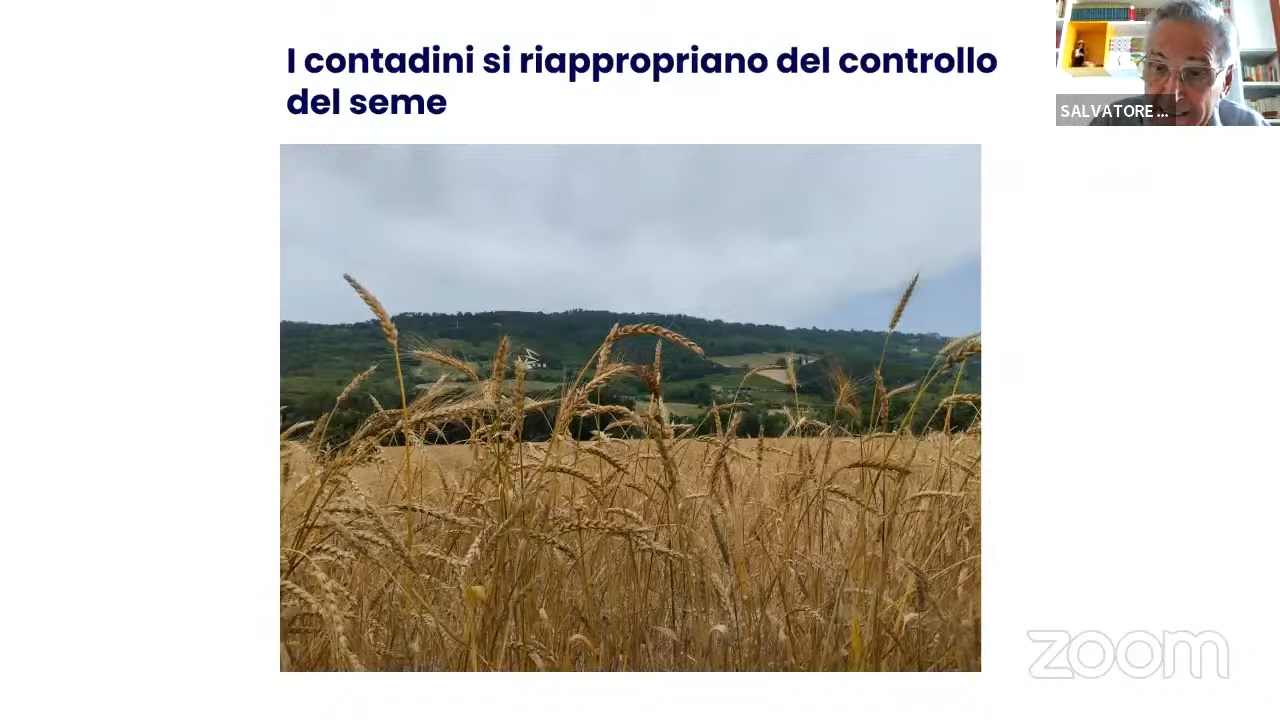 I contadini si riappropriano del controllo
del seme
SALVATORE ...
zoom